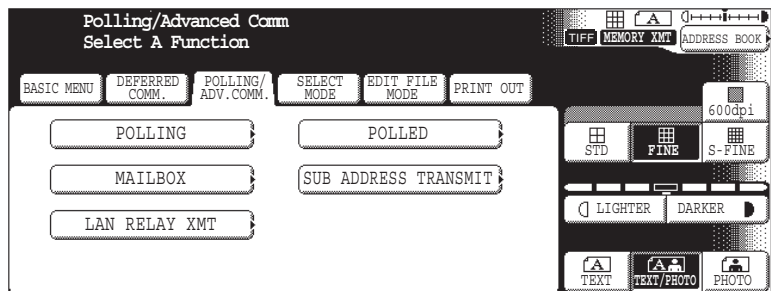 Polling/Advanced Comm
Select A Function
A
TIFF MEMORY XMT ADDRESS BOOK
BASIC MENU
DEFERRED
COMM.
POLLING/
ADV.COMM.
SELECT
MODE
EDIT FILE
MODE
PRINT OUT
POLLING
POLLED
MAILBOX
SUB ADDRESS TRANSMIT
LAN RELAY XMT
600dpi
STD
FINE
S-FINE
LIGHTER
DARKER
A
TEXT
A
TEXT/PHOTO
PHOTO